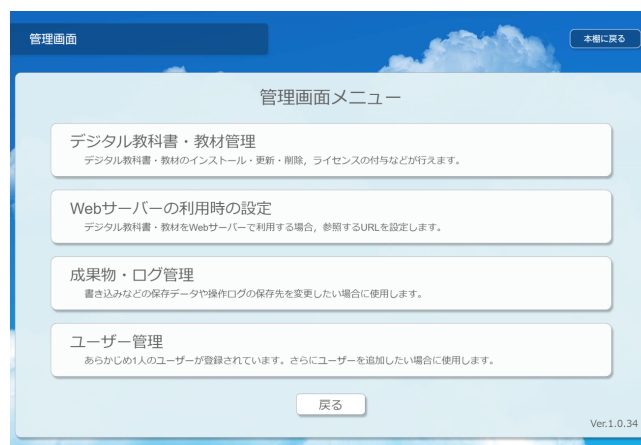 管理画面
本棚に戻る
管理画面メニュー
デジタル教科書・教材管理
デジタル教科書・教材のインストール・更新・削除，ライセンスの付与などが行えます。
Webサーバーの利用時の設定
デジタル教科書・教材をWebサーバーで利用する場合，参照するURLを設定します。
成果物・ログ管理
書き込みなどの保存データや操作ログの保存先を変更したい場合に使用します。
ユーザー管理
あらかじめ1人のユーザーが登録されています。さらにユーザーを追加したい場合に使用します。
戻る
Ver.1.0.34